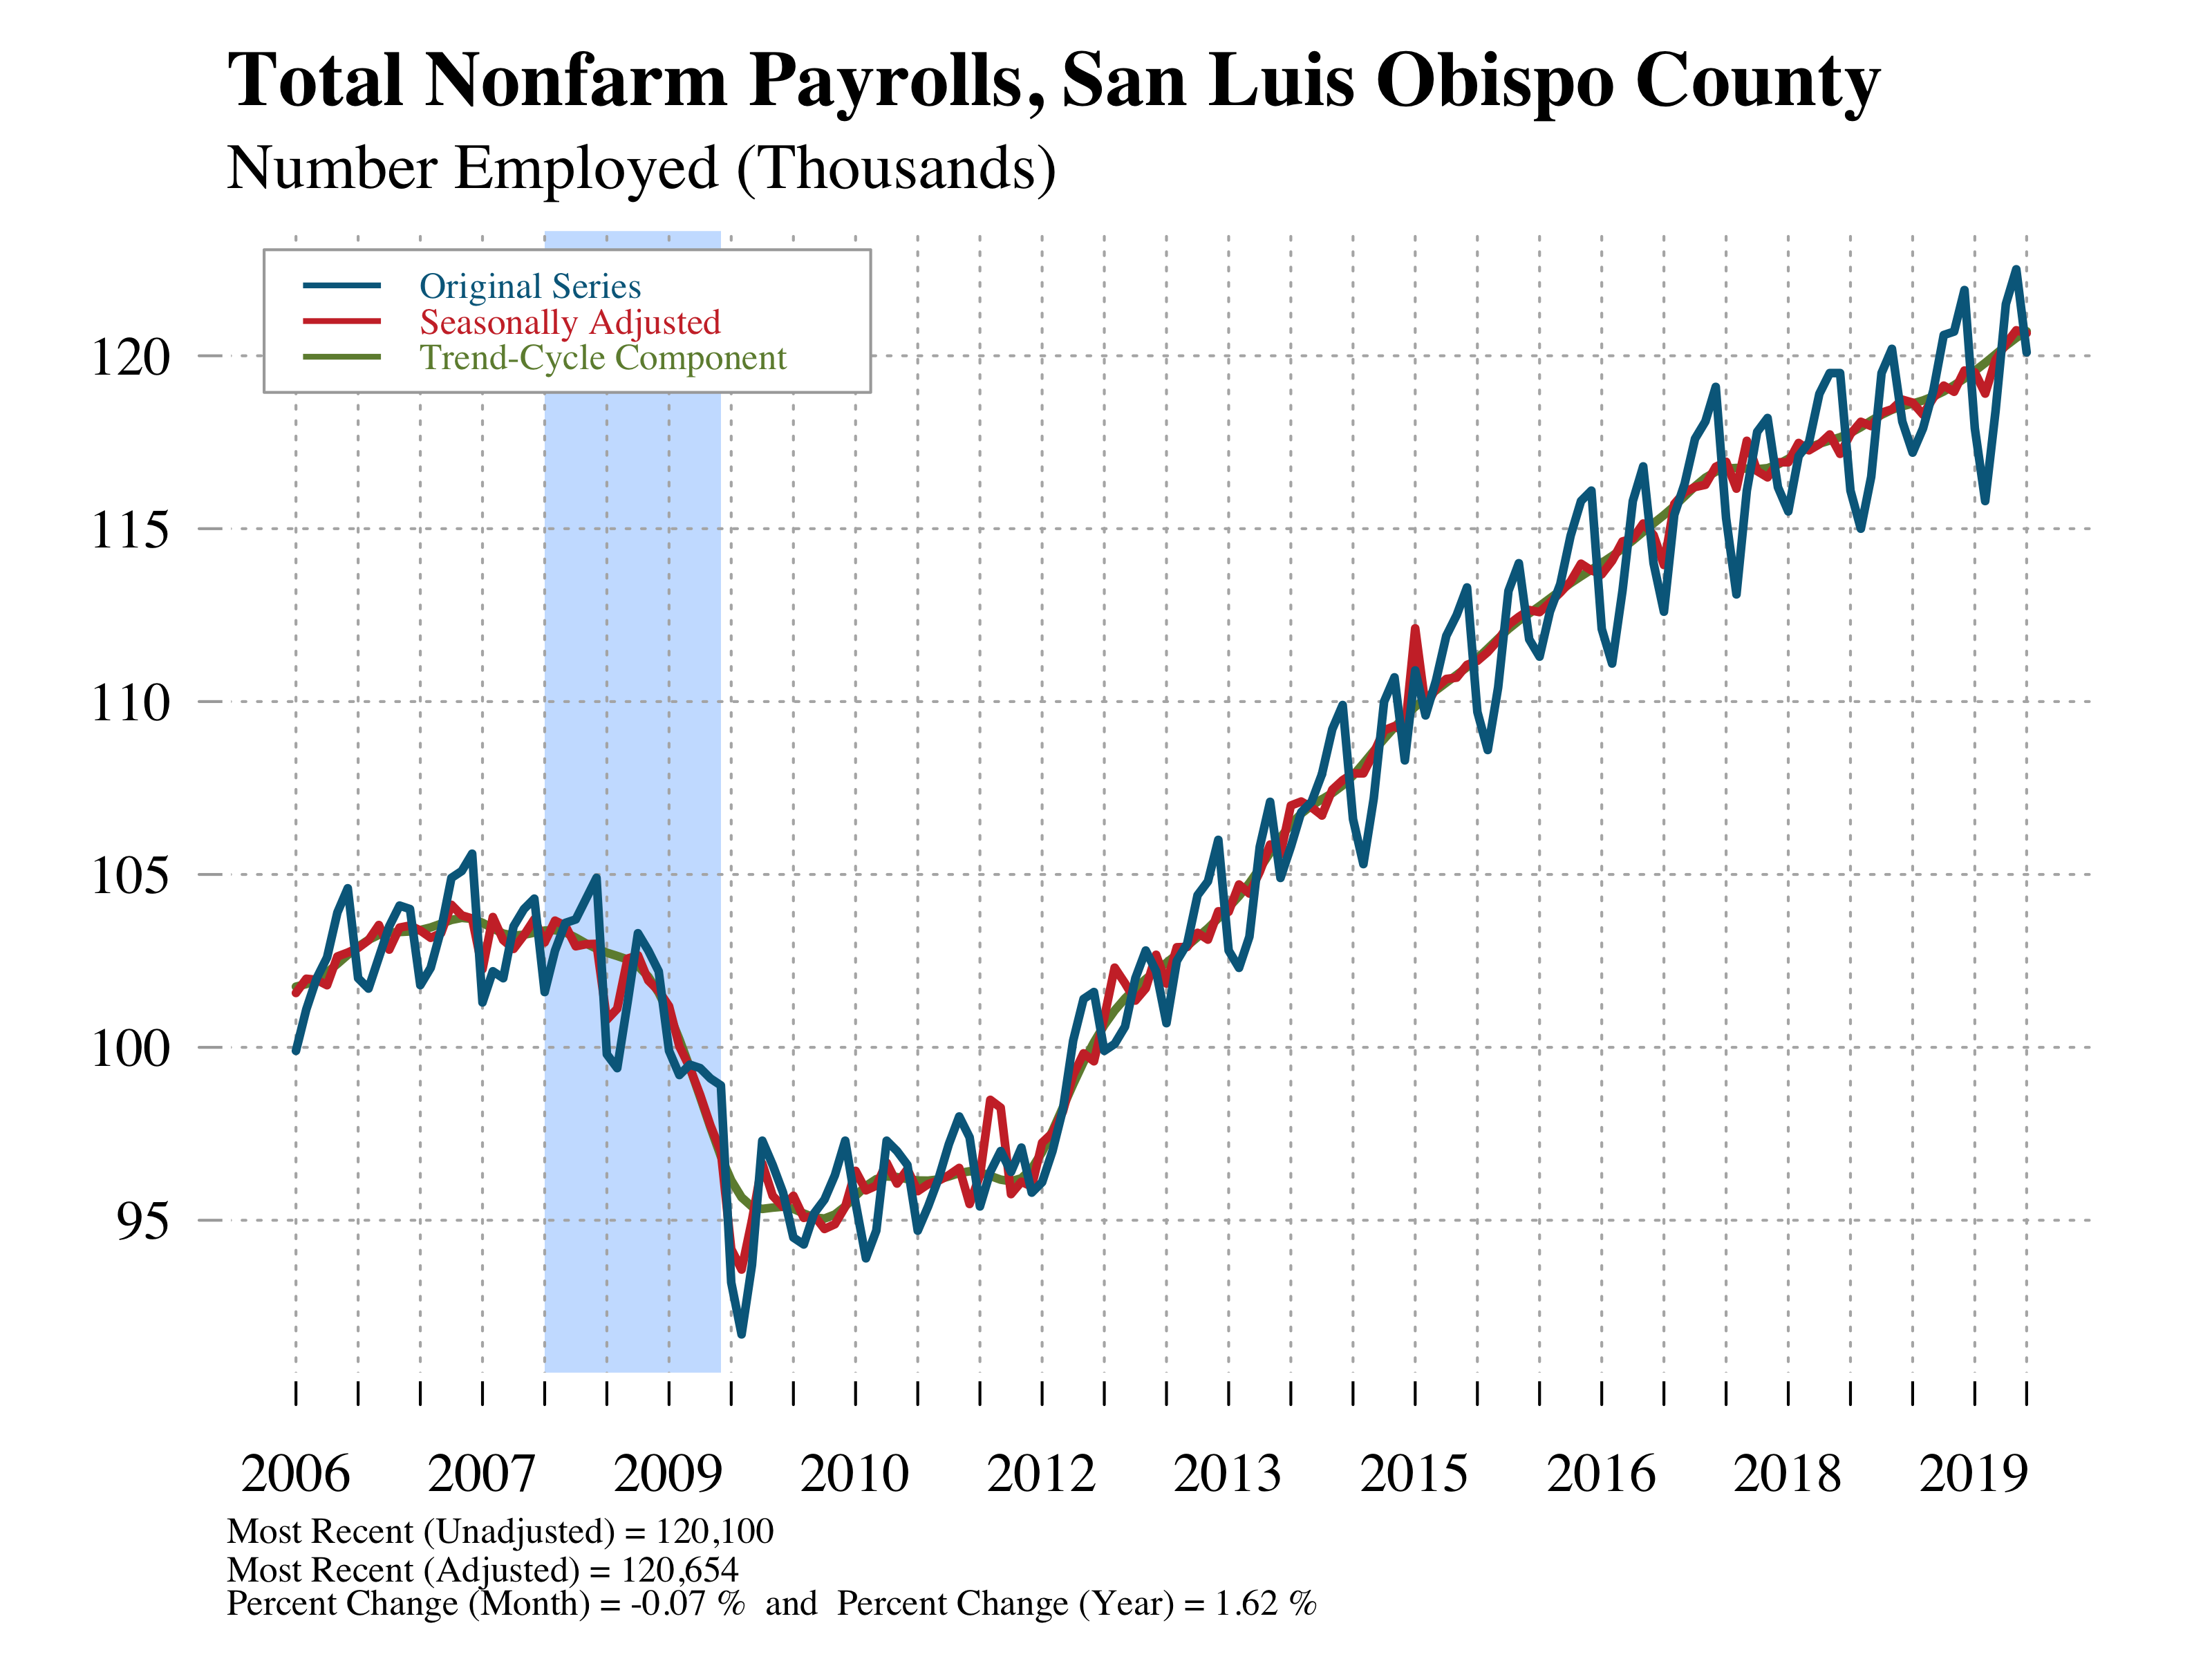 Total Nonfarm Payrolls, San Luis Obispo County
Number Employed (Thousands)
Original Series
Seasonally Adjusted
Trend-Cycle Component
120
115
110
105
100
95
2006 2007 2009 2010 2012 2013 2015 2016 2018 2019
Most Recent (Unadjusted) = 120,100
Most Recent (Adjusted) = 120,654
Percent Change (Month) = -0.07 % and Percent Change (Year) = 1.62 %